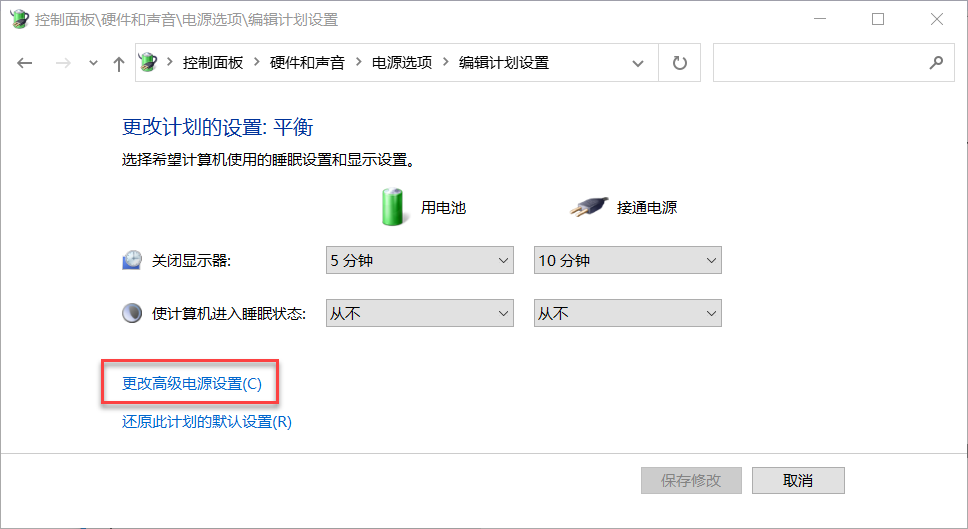 控制面板\硬件和声音\电源选项\编辑计划设置
控制面板 硬件和声音 电源选项 编辑计划设置
更改计划的设置: 平衡
选择希望计算机使用的睡眠设置和显示设置。
用电池 接通电源
关闭显示器: 5 分钟 10 分钟
使计算机进入睡眠状态: 从不 从不
更改高级电源设置(C)
还原此计划的默认设置(R)
保存修改 取消